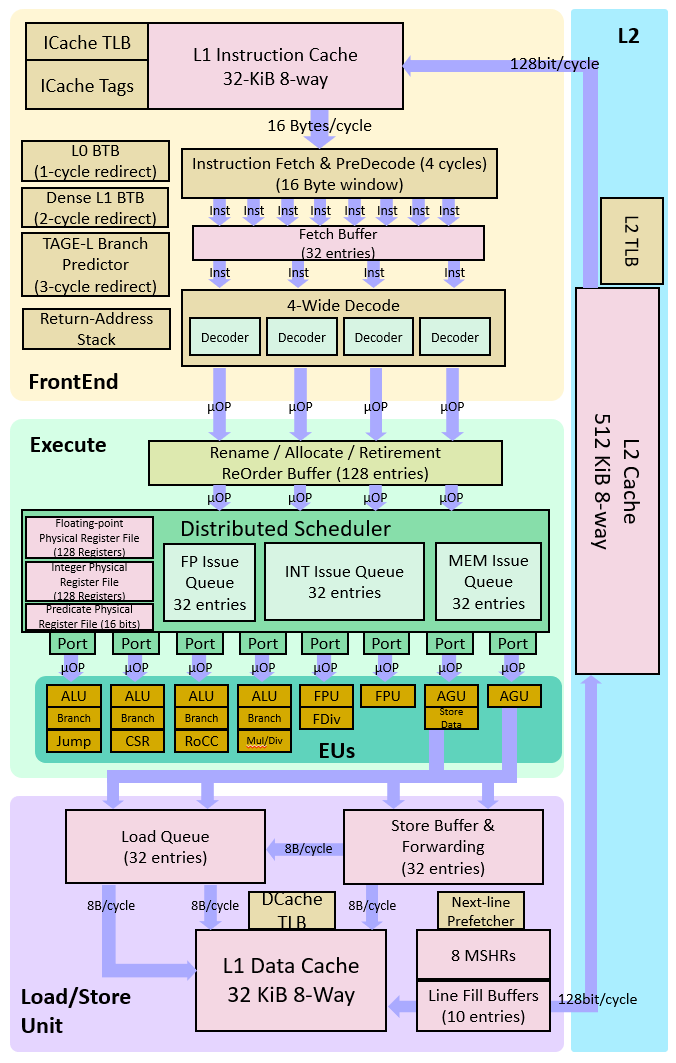 ICache TLB
ICache Tags
L1 Instruction Cache
32-KiB 8-way
128bit/cycle
L2
16 Bytes/cycle
L0 BTB
(1-cycle redirect)
Dense L1 BTB
(2-cycle redirect)
TAGE-L Branch
Predictor
(3-cycle redirect)
Return-Address
Stack
Instruction Fetch & PreDecode (4 cycles)
(16 Byte window)
Inst
Inst
Inst
Inst
Inst
Inst
Inst
Inst
Fetch Buffer
(32 entries)
Inst
Inst
Inst
Inst
4-Wide Decode
Decoder
Decoder
Decoder
Decoder
FrontEnd
L2 TLB
L2 Cache
512 KiB 8-way
µOP
µOP
µOP
µOP
Execute
Rename / Allocate / Retirement
ReOrder Buffer (128 entries)
µOP
µOP
µOP
µOP
Distributed Scheduler
Floating-point
Physical Register File
(128 Registers)
Integer Physical
Register File
(128 Registers)
Predicate Physical
Register File (16 bits)
FP Issue
Queue
32 entries
INT Issue Queue
32 entries
MEM Issue
Queue
32 entries
Port
Port
Port
Port
Port
Port
Port
Port
µOP
µOP
µOP
µOP
µOP
µOP
µOP
µOP
ALU
Branch
Jump
ALU
Branch
CSR
ALU
Branch
RoCC
ALU
Branch
Mul/Div
FPU
FDiv
FPU
AGU
Store
Data
AGU
EUs
Load Queue
(32 entries)
8B/cycle
Store Buffer &
Forwarding
(32 entries)
8B/cycle
8B/cycle
8B/cycle
DCache
TLB
Next-line
Prefetcher
L1 Data Cache
32 KiB 8-Way
8 MSHRs
Line Fill Buffers
(10 entries)
128bit/cycle
Load/Store
Unit